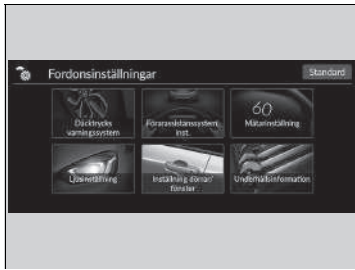 Fordonsinställningar
Standard
Däcktrycks
varningssystem
Förarassistanssystem
inst.
60
Mätarinställning
Ljusinställning
Inställning dörrar/
fönster
Underhållsinformation